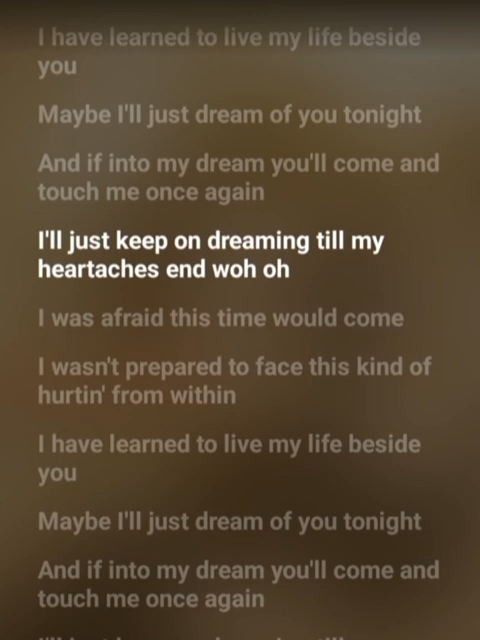 I have learned to live my life beside
you
Maybe I'll just dream of you tonight
And if into my dream you'll come and
touch me once again
I'll just keep on dreaming till my
heartaches end woh oh
I was afraid this time would come
I wasn't prepared to face this kind of
hurtin' from within
I have learned to live my life beside
you
Maybe I'll just dream of you tonight
And if into my dream you'll come and
touch me once again